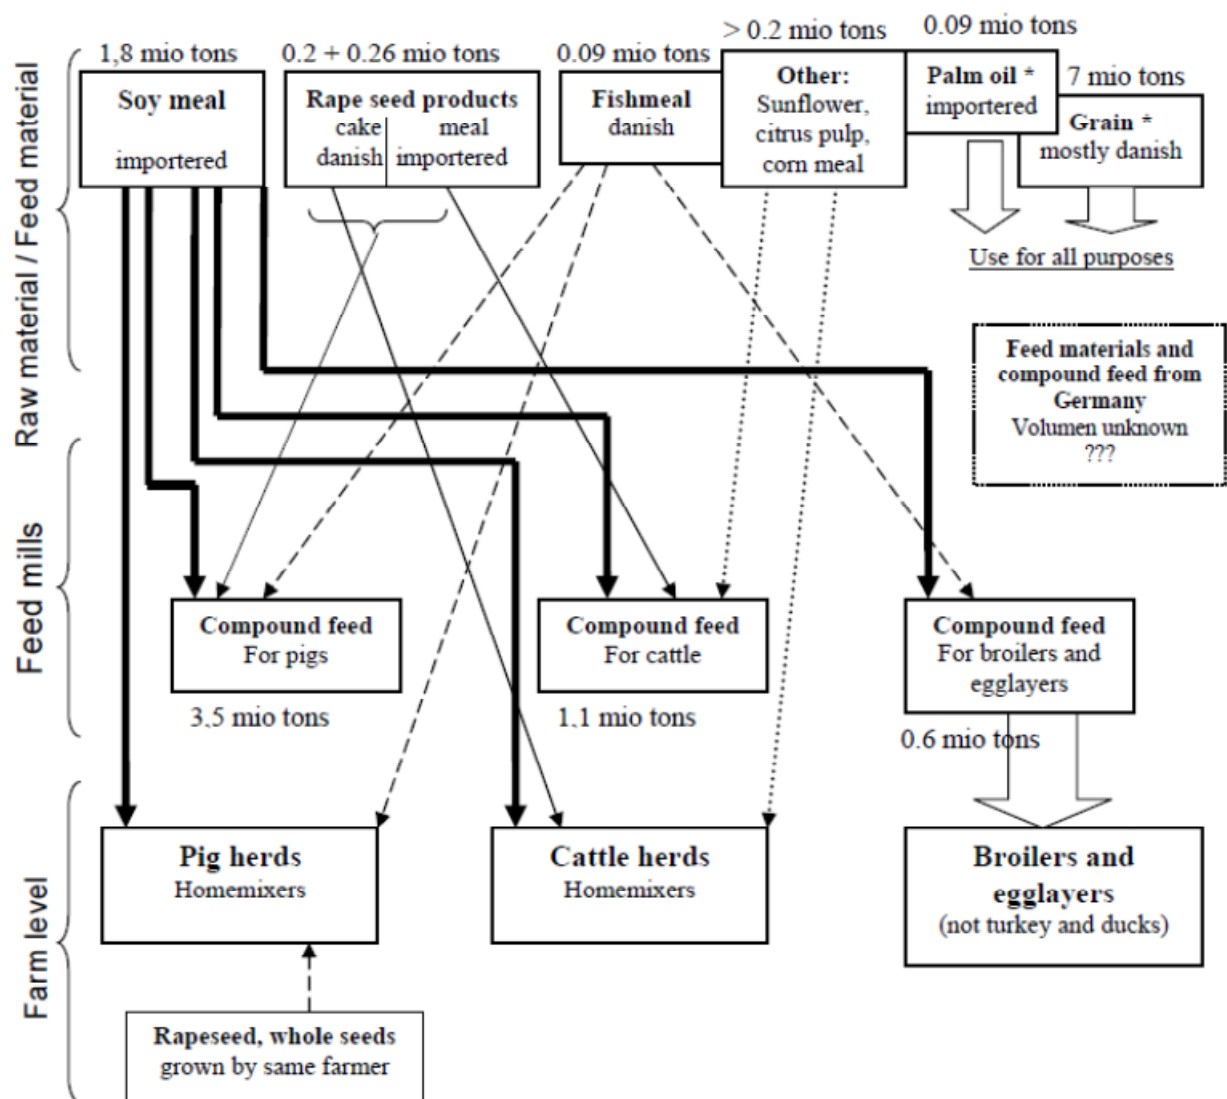 1,8 mio tons
0.2 + 0.26 mio tons
0.09 mio tons
> 0.2 mio tons
0.09 mio tons
7 mio tons
Soy meal
importered
Rape seed products
cake meal
danish importered
Fishmeal
danish
Other:
Sunflower,
citrus pulp,
corn meal
Palm oil *
importered
Grain *
mostly danish
Use for all purposes
Raw material / Feed material
Feed materials and
compound feed from
Germany
Volumen unknown
???
Feed mills
Compound feed
For pigs
3,5 mio tons
Compound feed
For cattle
1,1 mio tons
Compound feed
For broilers and
egglayers
0.6 mio tons
Farm level
Pig herds
Homemixers
Cattle herds
Homemixers
Broilers and
egglayers
(not turkey and ducks)
Rapeseed, whole seeds
grown by same farmer